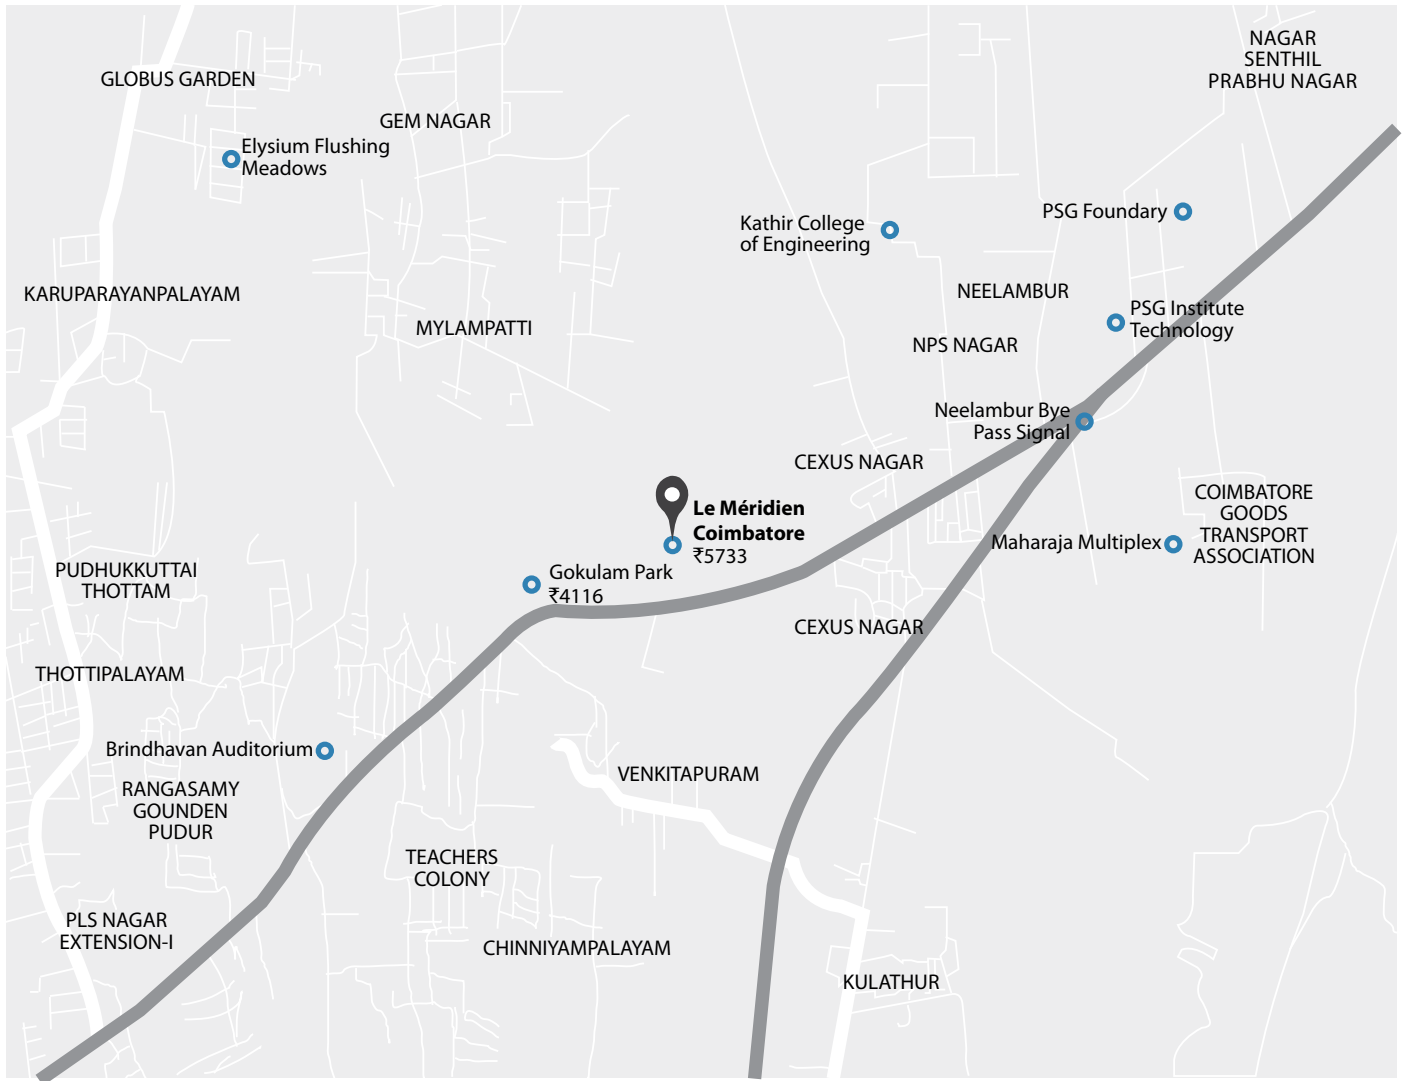 NAGAR
SENTHIL
PRABHU NAGAR
GLOBUS GARDEN
GEM NAGAR
Elysium Flushing
Meadows
PSG Foundary
Kathir College
of Engineering
KARUPARAYANPALAYAM
NEELAMBUR
PSG Institute
Technology
MYLAMPATTI
NPS NAGAR
Neelambur Bye
Pass Signal
CEXUS NAGAR
COIMBATORE
GOODS
TRANSPORT
ASSOCIATION
Le Méridien
Coimbatore
₹5733
Maharaja Multiplex
Gokulam Park
₹4116
PUDHUKKUTTAI
THOTTAM
CEXUS NAGAR
THOTTIPALAYAM
Brindhavan Auditorium
VENKITAPURAM
RANGASAMY
GOUNDEN
PUDUR
TEACHERS
COLONY
PLS NAGAR
EXTENSION-I
CHINNIYAMPALAYAM
KULATHUR